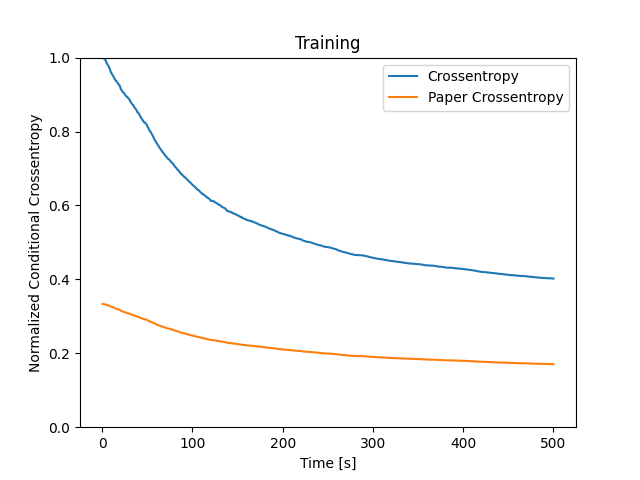 Training
Crossentropy
Paper Crossentropy
Normalized Conditional Crossentropy
1.0
0.8
0.6
0.4
0.2
0.0
0 100 200 300 400 500
Time [s]